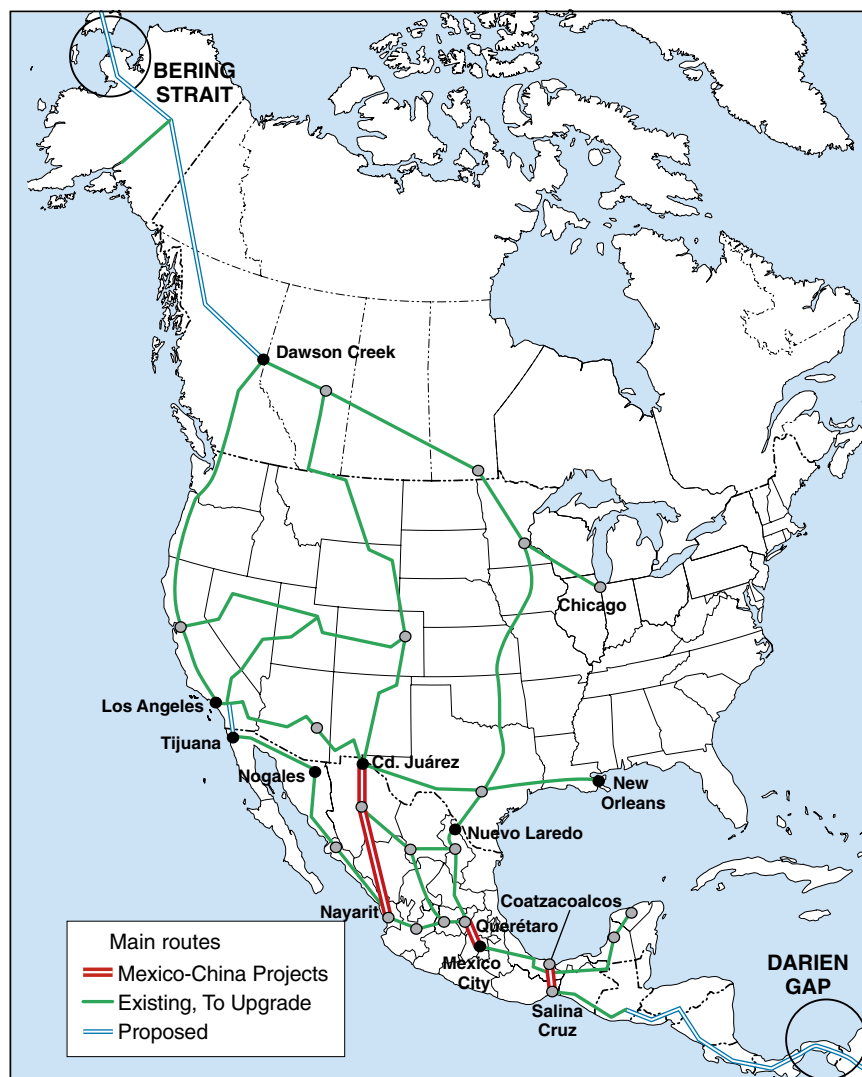 BERING
STRAIT
Dawson Creek
Chicago
Los Angeles
Tijuana
Nogales
Cd. Juárez
New
Orleans
Nuevo Laredo
Coatzacoalcos
Nayarit
Querétaro
Mexico
City
Salina
Cruz
DARIEN
GAP
Main routes
Mexico-China Projects
Existing, To Upgrade
Proposed